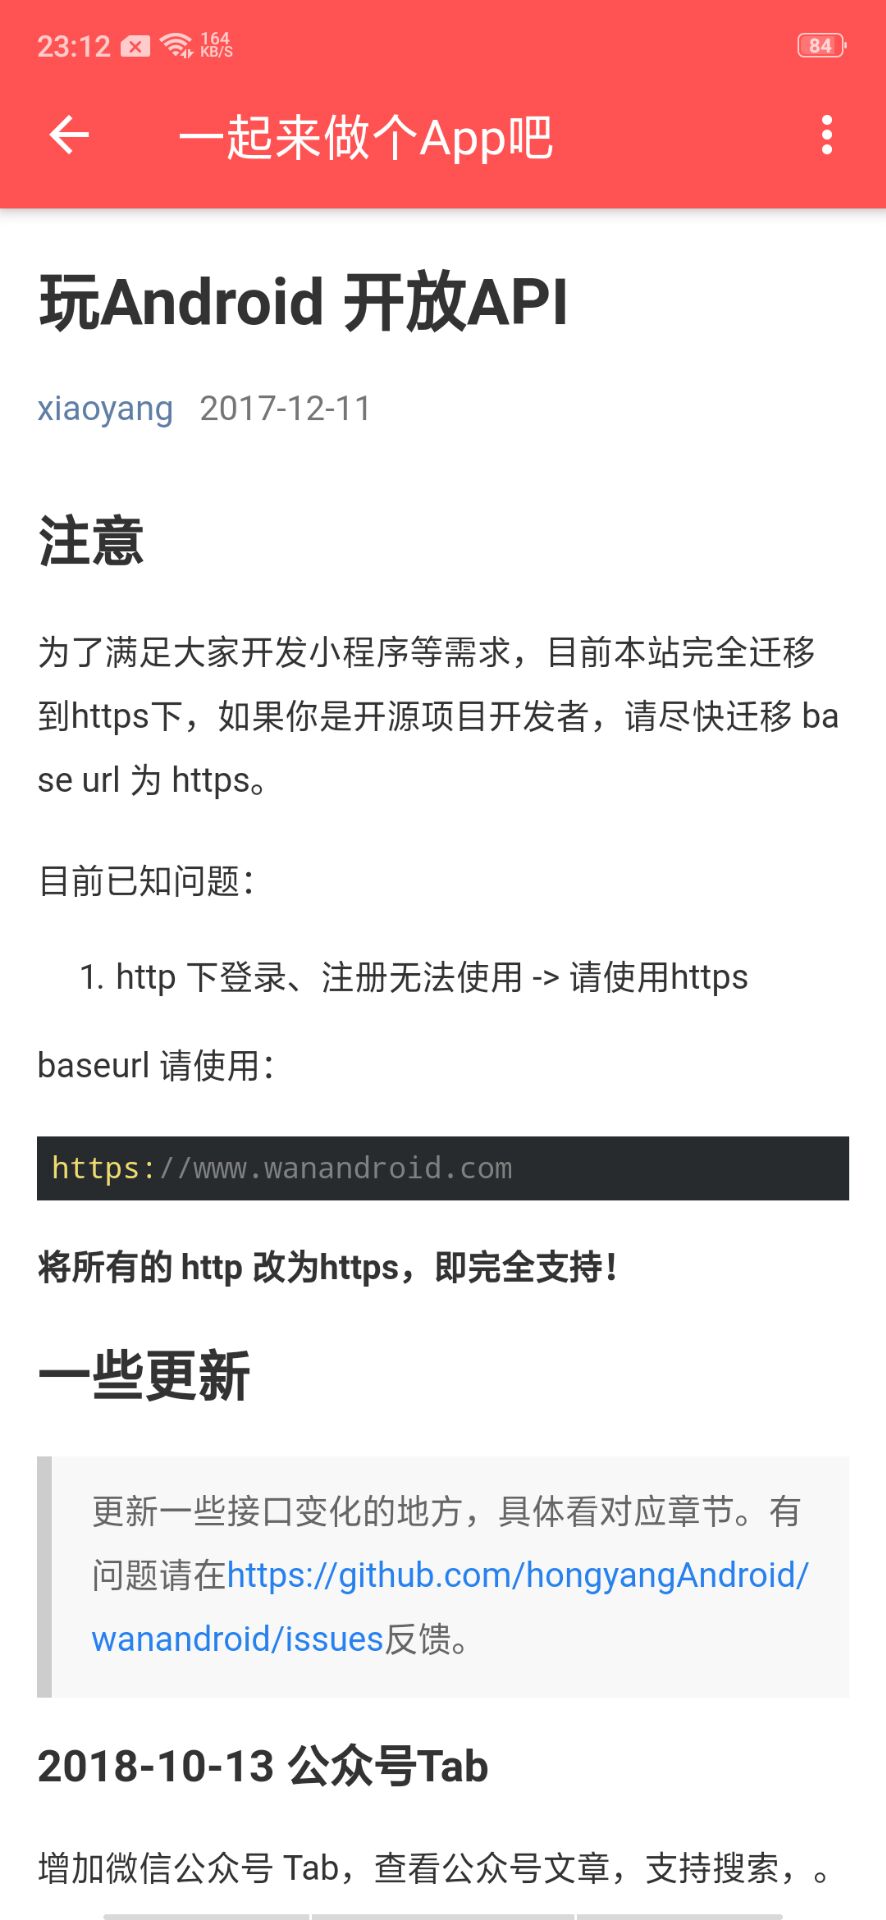 23:12 164 KB/S 84
一起来做个App吧
玩Android 开放API
xiaoyang 2017-12-11
注意
为了满足大家开发小程序等需求，目前本站完全迁移
到https下，如果你是开源项目开发者，请尽快迁移 ba
se url 为 https。
目前已知问题：
1. http 下登录、注册无法使用 -> 请使用https
baseurl 请使用：
https://www.wanandroid.com
将所有的 http 改为https，即完全支持！
一些更新
更新一些接口变化的地方，具体看对应章节。有
问题请在https://github.com/hongyangAndroid/
wanandroid/issues反馈。
2018-10-13 公众号Tab
增加微信公众号 Tab，查看公众号文章，支持搜索，。